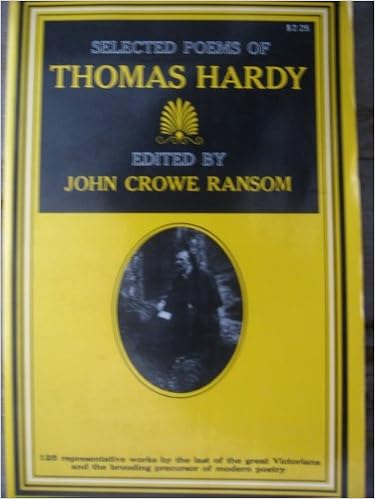 $2.25
SELECTED POEMS OF
THOMAS HARDY
EDITED BY
JOHN CROWE RANSOM
125 representative works by the last of the great Victorians
and the brooding precursor of modern poetry